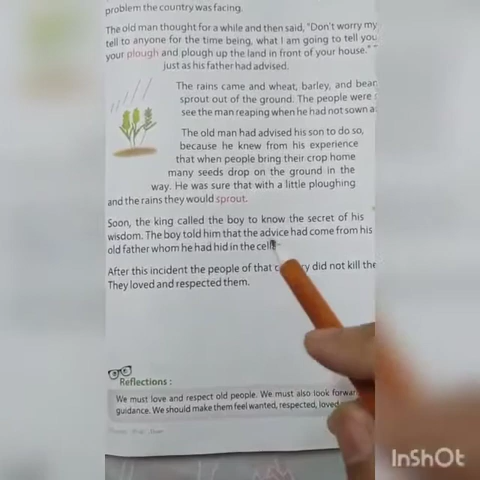 problem the country was facing.
The old man thought for a while and then said, "Don't worry my
tell to anyone for the time being, what I am going to tell you
your plough and plough up the land in front of your house."
just as his father had advised.
The rains came and wheat, barley, and bear
sprout out of the ground. The people were
see the man reaping when he had not sown a
The old man had advised his son to do so,
because he knew from his experience
that when people bring their crop home
many seeds drop on the ground in the
way. He was sure that with a little ploughing
and the rains they would sprout.
Soon, the king called the boy to know the secret of his
wisdom. The boy told him that the advice had come from his
old father whom he had hid in the
After this incident the people of that did not kill the
They loved and respected them.
Reflections :
We must love and respect old people. We must also look forwar
guidance. We should make them feel wanted, respected, loved
InShOt